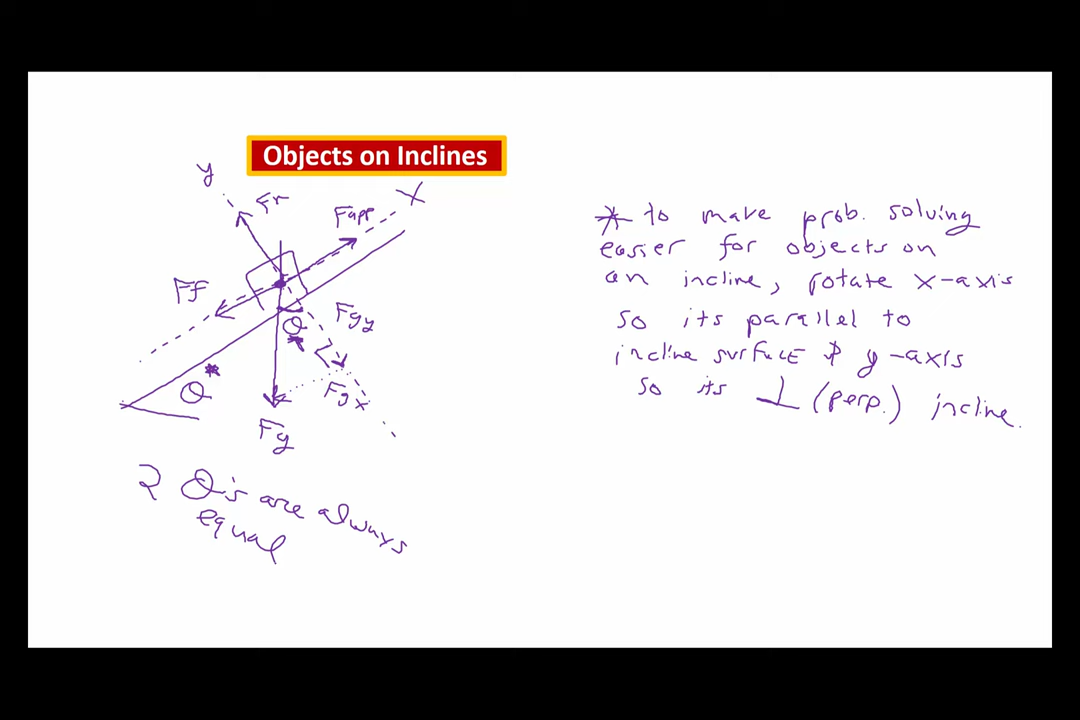 Objects on Inclines
y
Fn
Fapp
X
Ff
θ
Fgy
θ*
Fgx
Fg
2 θ's are always
equal
* to make prob. solving
easier for objects on
an incline, rotate x-axis
so its parallel to
incline surface & y-axis
so its ⊥ (perp.) incline.